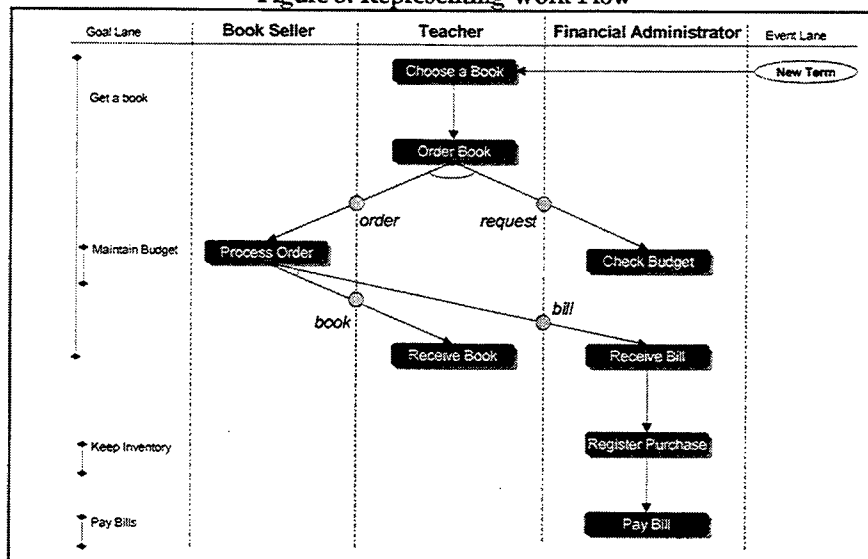 Figure 3. Representing Work Flow
Goal Lane
Book Seller
Teacher
Financial Administrator
Event Lane
Choose a Book
New Term
Get a book
Order Book
order
request
Maintain Budget
Process Order
Check Budget
book
bill
Receive Book
Receive Bill
Keep Inventory
Register Purchase
Pay Bills
Pay Bill